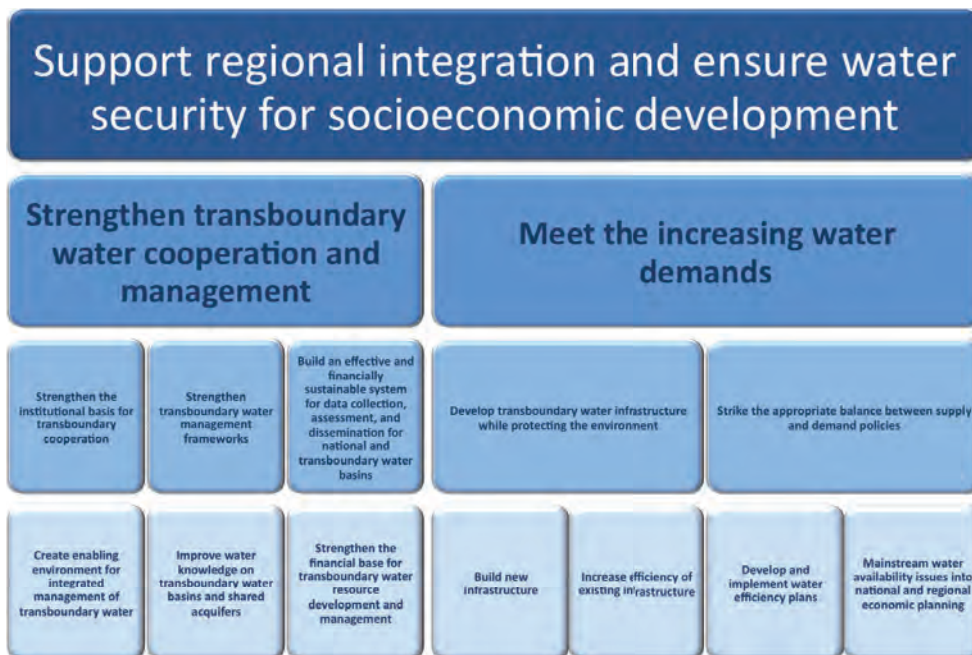 Support regional integration and ensure water
security for socioeconomic development
Strengthen transboundary
water cooperation and
management
Meet the increasing water
demands
Strengthen the
institutional basis for
transboundary
cooperation
Strengthen
transboundary water
management
frameworks
Build an effective and
financially
sustainable system
for data collection,
assessment, and
dissemination for
national and
transboundary water
basins
Develop transboundary water infrastructure
while protecting the environment
Strike the appropriate balance between supply
and demand policies
Create enabling
environment for
integrated
management of
transboundary water
Improve water
knowledge on
transboundary water
basins and shared
acquifers
Strengthen the
financial base for
transboundary water
resource
development and
management
Build new
infrastructure
Increase efficiency of
existing infrastructure
Develop and
implement water
efficiency plans
Mainstream water
availability issues into
national and regional
economic planning